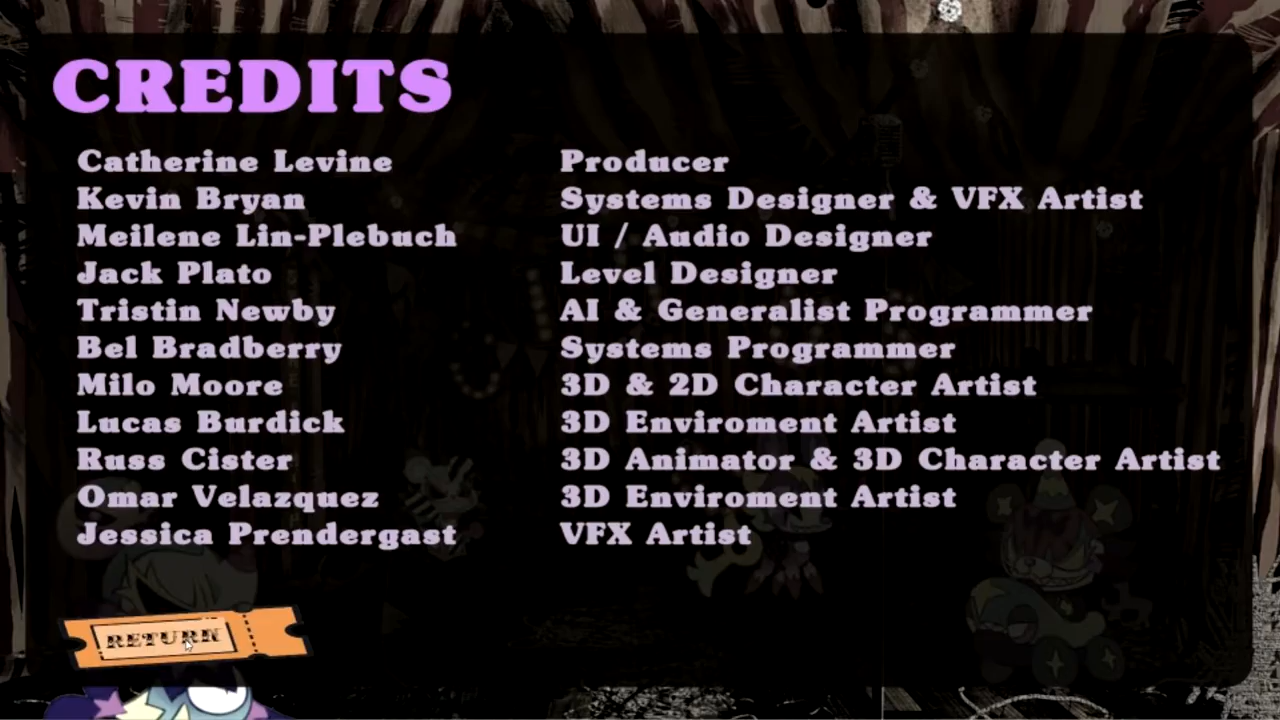 CREDITS
Catherine Levine Producer
Kevin Bryan Systems Designer & VFX Artist
Meilene Lin-Plebuch UI / Audio Designer
Jack Plato Level Designer
Tristin Newby AI & Generalist Programmer
Bel Bradberry Systems Programmer
Milo Moore 3D & 2D Character Artist
Lucas Burdick 3D Enviroment Artist
Russ Cister 3D Animator & 3D Character Artist
Omar Velazquez 3D Enviroment Artist
Jessica Prendergast VFX Artist
RETURN